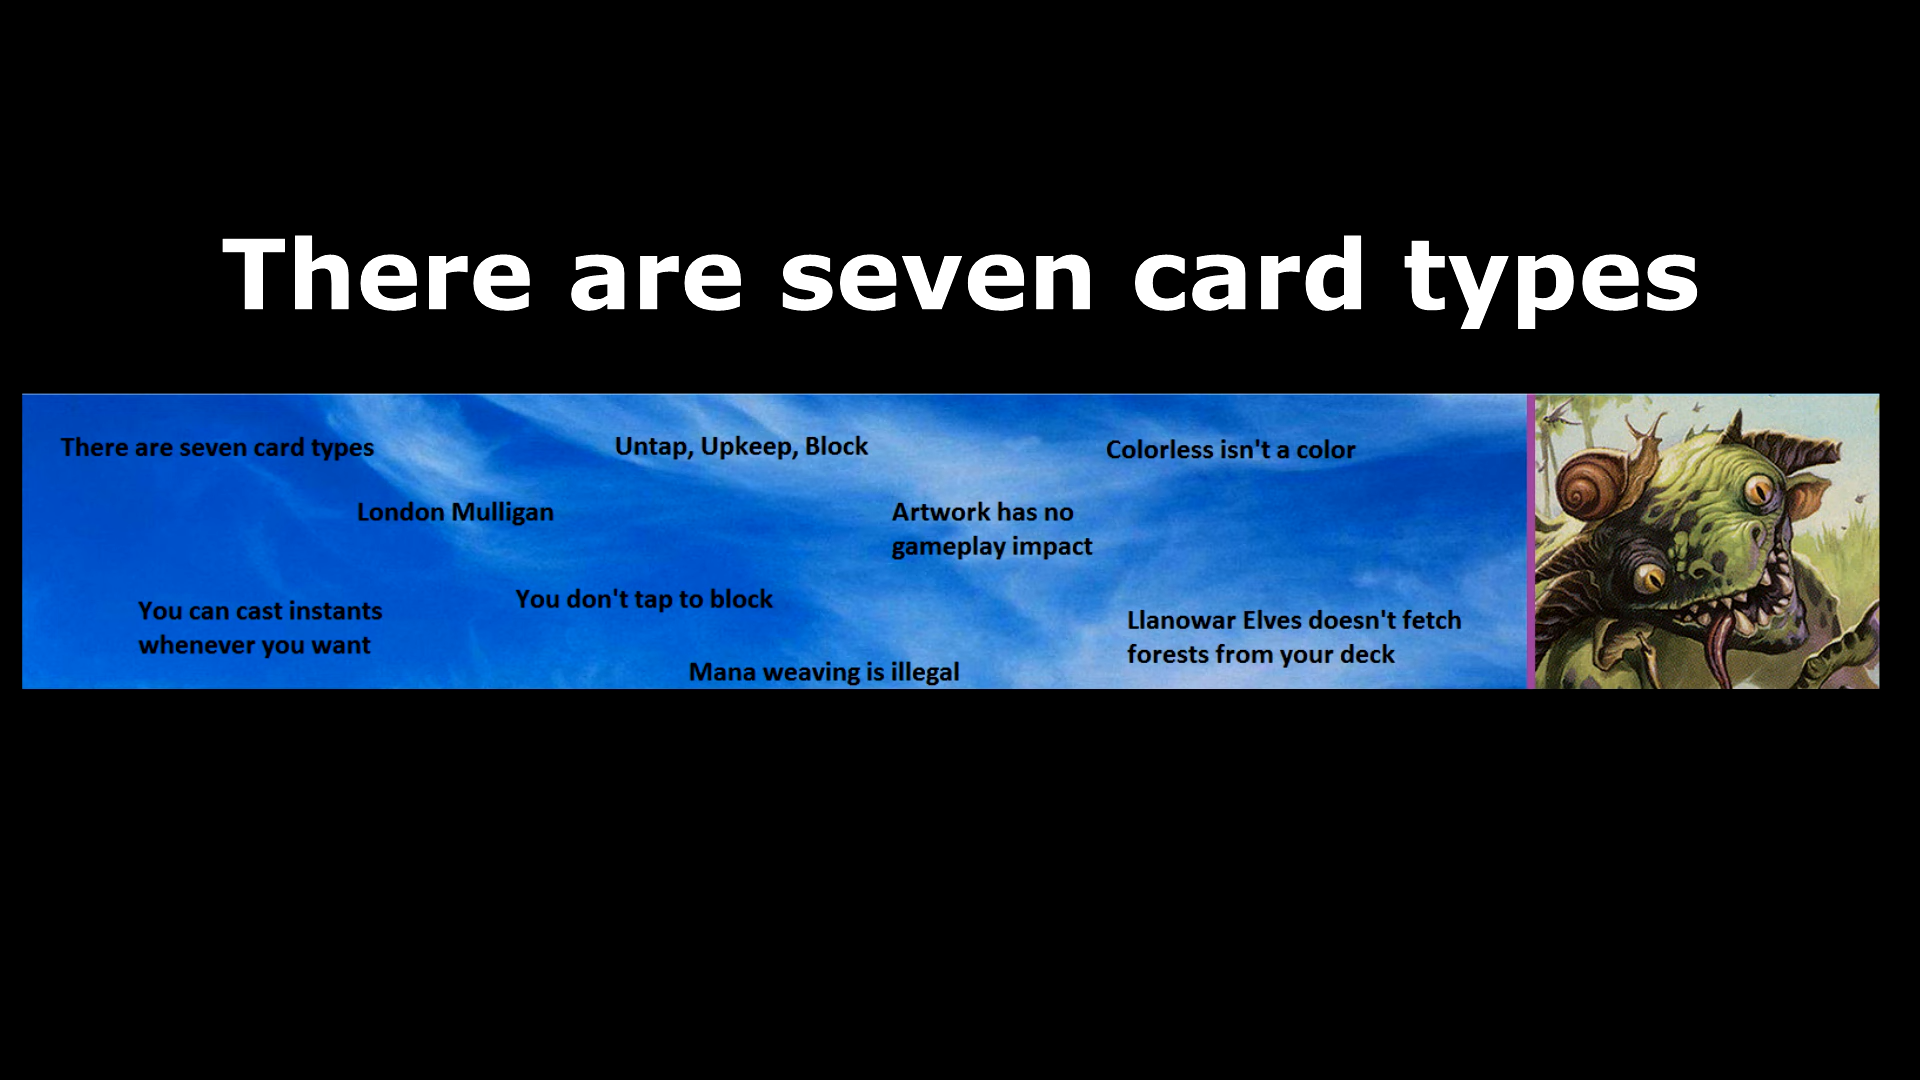 There are seven card types
There are seven card types
Untap, Upkeep, Block
Colorless isn't a color
London Mulligan
Artwork has no
gameplay impact
You can cast instants
whenever you want
You don't tap to block
Llanowar Elves doesn't fetch
forests from your deck
Mana weaving is illegal